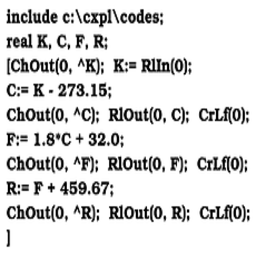 include c:\cxpl\codes;
real K, C, F, R;
[ChOut(0, ^K);  K:= RlIn(0);
C:= K - 273.15;
ChOut(0, ^C);  RlOut(0, C);  CrLf(0);
F:= 1.8*C + 32.0;
ChOut(0, ^F);  RlOut(0, F);  CrLf(0);
R:= F + 459.67;
ChOut(0, ^R);  RlOut(0, R);  CrLf(0);
]